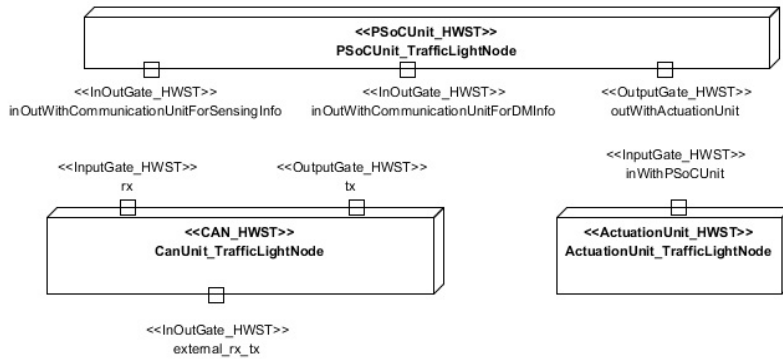 <<PSoCUnit_HWST>>
PSoCUnit_TrafficLightNode
<<InOutGate_HWST>>
inOutWithCommunicationUnitForSensingInfo
<<InOutGate_HWST>>
inOutWithCommunicationUnitForDMInfo
<<OutputGate_HWST>>
outWithActuationUnit
<<InputGate_HWST>>
rx
<<OutputGate_HWST>>
tx
<<InputGate_HWST>>
inWithPSoCUnit
<<CAN_HWST>>
CanUnit_TrafficLightNode
<<ActuationUnit_HWST>>
ActuationUnit_TrafficLightNode
<<InOutGate_HWST>>
external_rx_tx